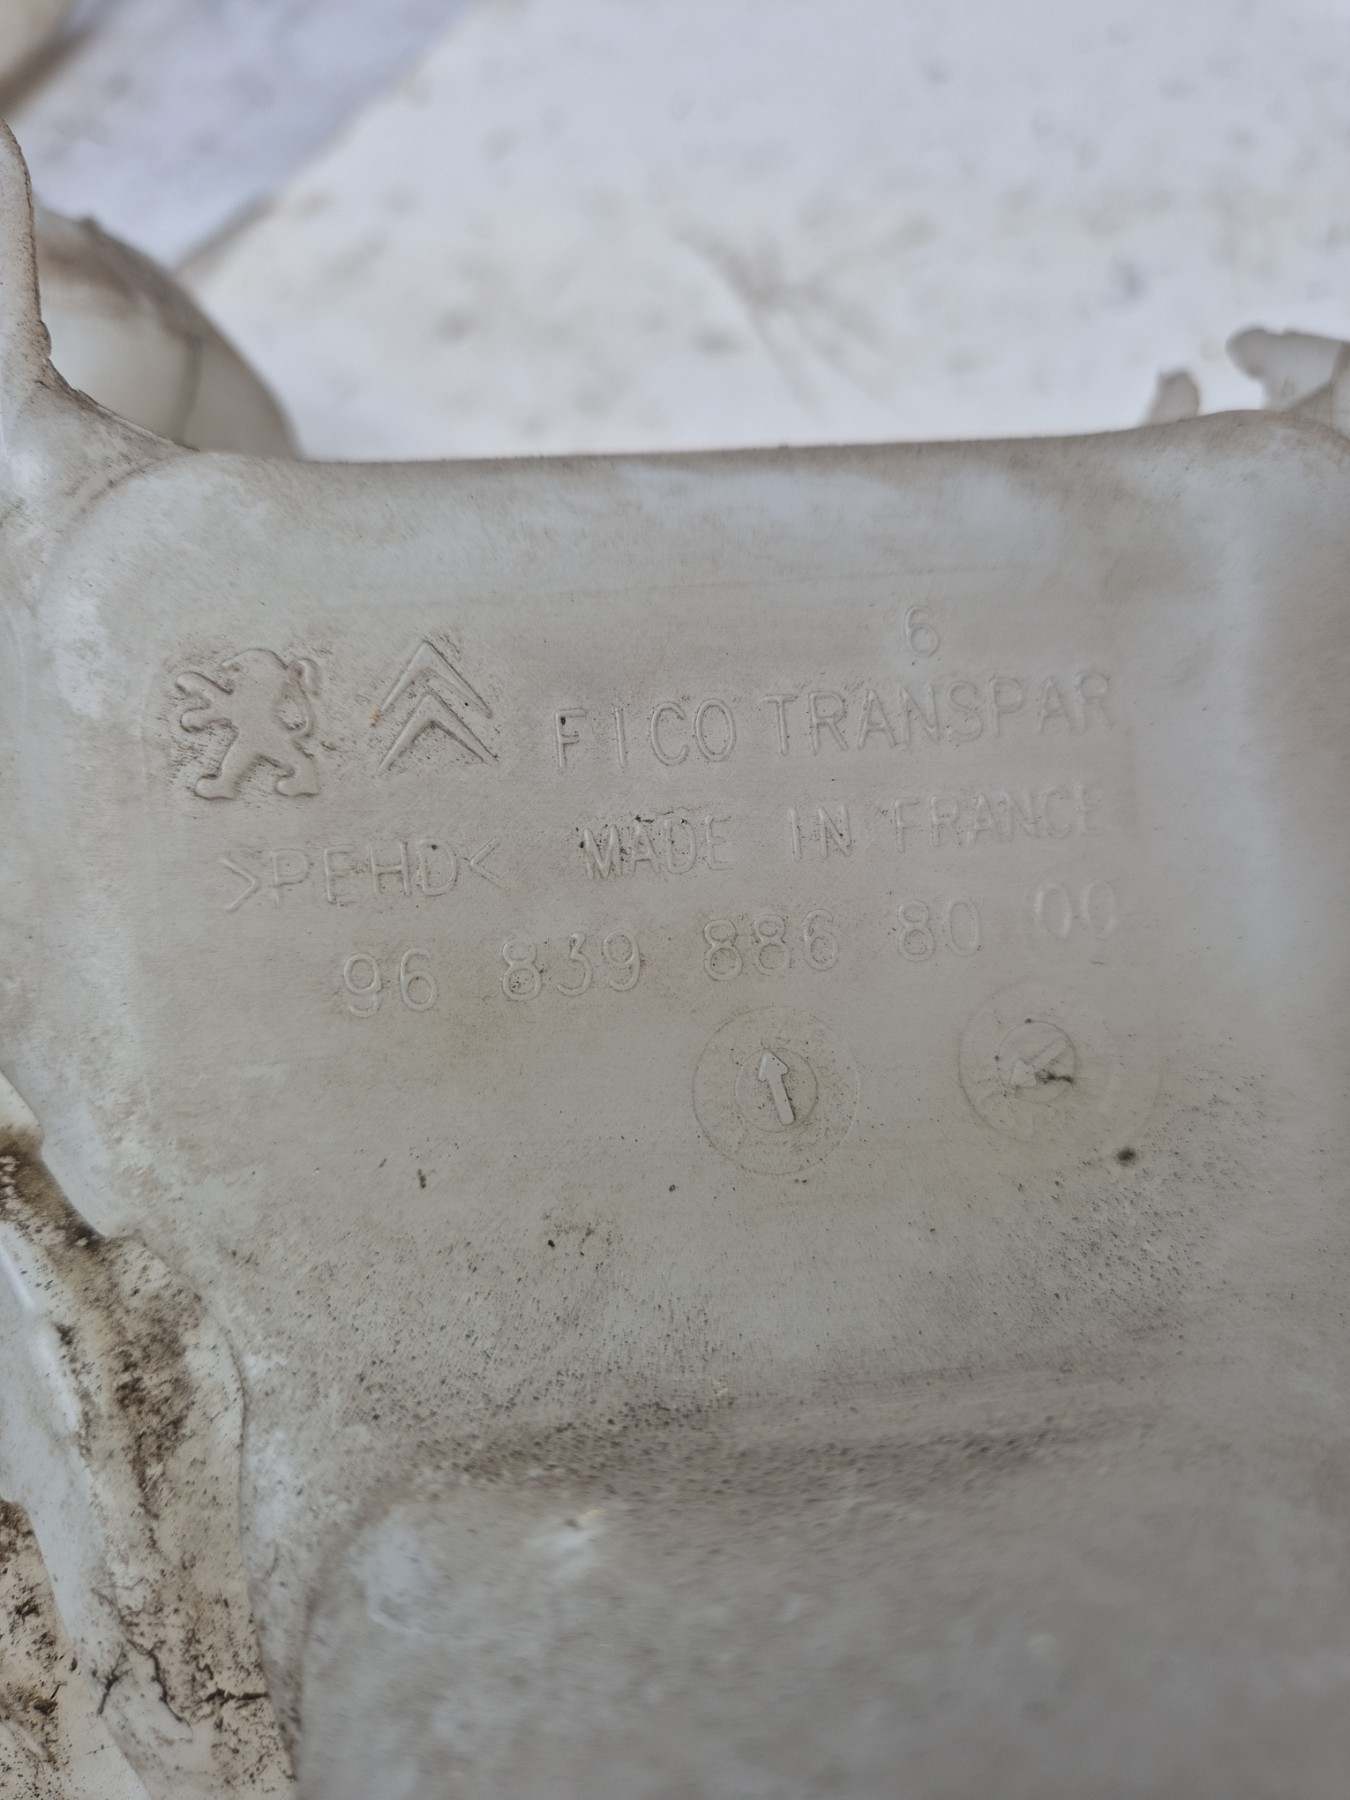 6
FICO TRANSPAR
>PEHD< MADE IN FRANCE
96 839 886 80 00